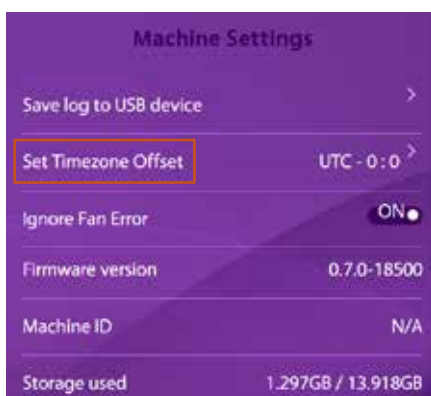 Machine Settings
Save log to USB device >
Set Timezone Offset UTC - 0 : 0 >
Ignore Fan Error ON
Firmware version 0.7.0-18500
Machine ID N/A
Storage used 1.297GB / 13.918GB